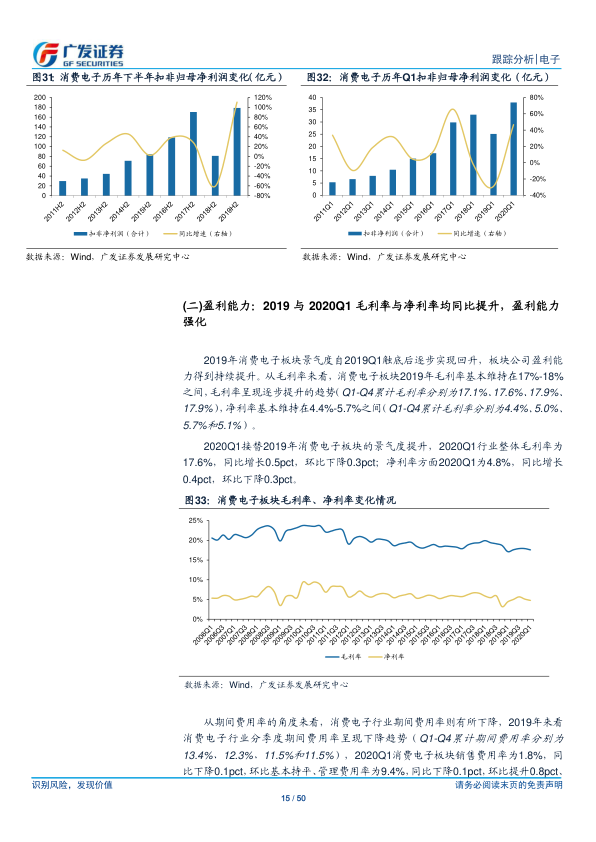 广发证券
GF SECURITIES
跟踪分析|电子
图31：消费电子历年下半年扣非归母净利润变化（亿元）
200
180
160
140
120
100
80
60
40
20
0
120%
100%
80%
60%
40%
20%
0%
-20%
-40%
-60%
-80%
2011H2
2012H2
2013H2
2014H2
2015H2
2016H2
2017H2
2018H2
2019H2
扣非净利润（合计）
同比增速（右轴）
数据来源：Wind，广发证券发展研究中心
图32：消费电子历年Q1扣非归母净利润变化（亿元）
40
35
30
25
20
15
10
5
0
80%
60%
40%
20%
0%
-20%
-40%
2011Q1
2012Q1
2013Q1
2014Q1
2015Q1
2016Q1
2017Q1
2018Q1
2019Q1
2020Q1
扣非净利润（合计）
同比增速（右轴）
数据来源：Wind，广发证券发展研究中心
(二)盈利能力：2019 与 2020Q1 毛利率与净利率均同比提升，盈利能力
强化
2019年消费电子板块景气度自2019Q1触底后逐步实现回升，板块公司盈利能
力得到持续提升。从毛利率来看，消费电子板块2019年毛利率基本维持在17%-18%
之间，毛利率呈现逐步提升的趋势（Q1-Q4累计毛利率分别为17.1%、17.6%、17.9%、
17.9%），净利率基本维持在4.4%-5.7%之间（Q1-Q4累计毛利率分别为4.4%、5.0%、
5.7%和5.1%）。
2020Q1接替2019年消费电子板块的景气度提升，2020Q1行业整体毛利率为
17.6%，同比增长0.5pct，环比下降0.3pct；净利率方面2020Q1为4.8%，同比增长
0.4pct，环比下降0.3pct。
图33：消费电子板块毛利率、净利率变化情况
25%
20%
15%
10%
5%
0%
2006Q1
2006Q3
2007Q1
2007Q3
2008Q1
2008Q3
2009Q1
2009Q3
2010Q1
2010Q3
2011Q1
2011Q3
2012Q1
2012Q3
2013Q1
2013Q3
2014Q1
2014Q3
2015Q1
2015Q3
2016Q1
2016Q3
2017Q1
2017Q3
2018Q1
2018Q3
2019Q1
2019Q3
2020Q1
毛利率
净利率
数据来源：Wind、广发证券发展研究中心
从期间费用率的角度来看，消费电子行业期间费用率则有所下降，2019年来看
消费电子行业分季度期间费用率呈现下降趋势（Q1-Q4累计期间费用率分别为
13.4%，12.3%，11.5%和11.5%），2020Q1消费电子板块销售费用率为1.8%，同
比下降0.1pct，环比基本持平、管理费用率为9.4%，同比下降0.1pct，环比提升0.8pct、
识别风险，发现价值
请务必阅读末页的免责声明
15 / 50